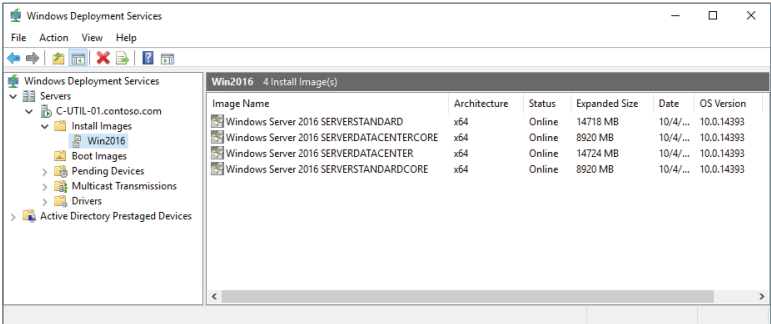 Windows Deployment Services
File Action View Help
Windows Deployment Services
Servers
C-UTIL-01.contoso.com
Install Images
Win2016
Boot Images
Pending Devices
Multicast Transmissions
Drivers
Active Directory Prestaged Devices
Win2016 4 Install Image(s)
Image Name Architecture Status Expanded Size Date OS Version
Windows Server 2016 SERVERSTANDARD x64 Online 14718 MB 10/4/... 10.0.14393
Windows Server 2016 SERVERDATACENTERCORE x64 Online 8920 MB 10/4/... 10.0.14393
Windows Server 2016 SERVERDATACENTER x64 Online 14724 MB 10/4/... 10.0.14393
Windows Server 2016 SERVERSTANDARDCORE x64 Online 8920 MB 10/4/... 10.0.14393